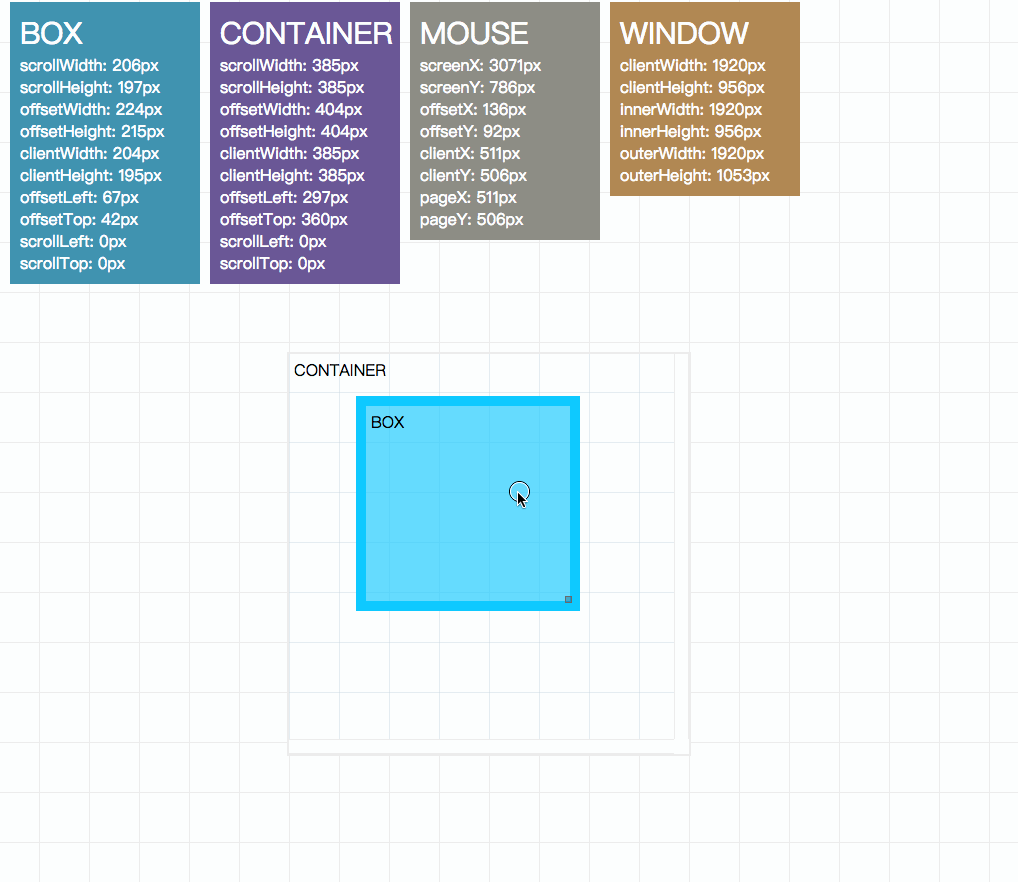 BOX
scrollWidth: 206px
scrollHeight: 197px
offsetWidth: 224px
offsetHeight: 215px
clientWidth: 204px
clientHeight: 195px
offsetLeft: 67px
offsetTop: 42px
scrollLeft: 0px
scrollTop: 0px
CONTAINER
scrollWidth: 385px
scrollHeight: 385px
offsetWidth: 404px
offsetHeight: 404px
clientWidth: 385px
clientHeight: 385px
offsetLeft: 297px
offsetTop: 360px
scrollLeft: 0px
scrollTop: 0px
MOUSE
screenX: 3071px
screenY: 786px
offsetX: 136px
offsetY: 92px
clientX: 511px
clientY: 506px
pageX: 511px
pageY: 506px
WINDOW
clientWidth: 1920px
clientHeight: 956px
innerWidth: 1920px
innerHeight: 956px
outerWidth: 1920px
outerHeight: 1053px
CONTAINER
BOX